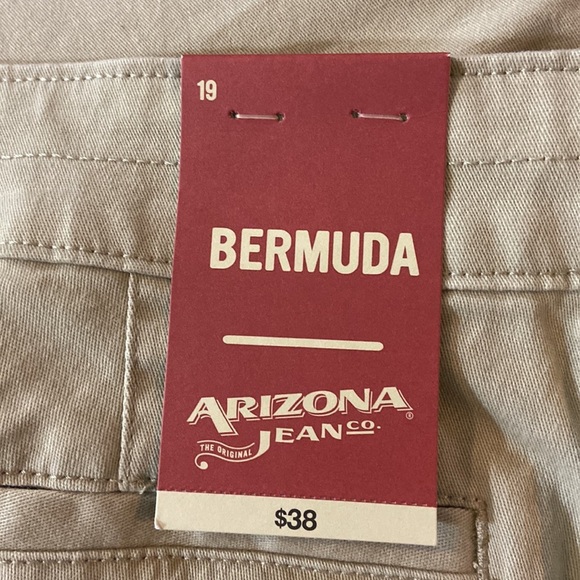 19
BERMUDA
ARIZONA
JEAN CO.
THE ORIGINAL
$38